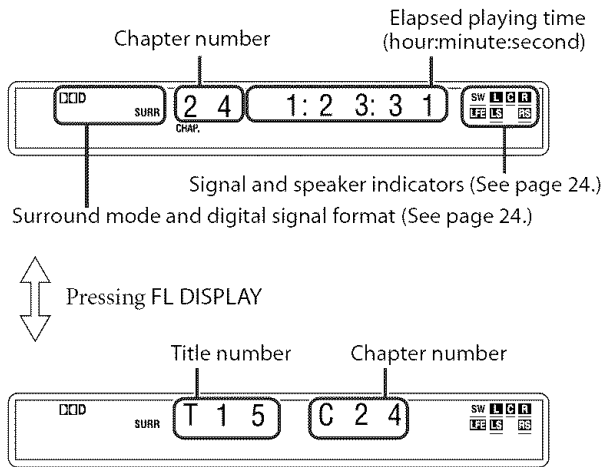 Elapsed playing time
(hour:minute:second)
Chapter number
D SURR 2 4 1:2 3:3 1 SW L C R
CHAP. LFE LS RS
Signal and speaker indicators (See page 24.)
Surround mode and digital signal format (See page 24.)
Pressing FL DISPLAY
Title number Chapter number
D SURR T 1 5 C 2 4 SW L C R
LFE LS RS